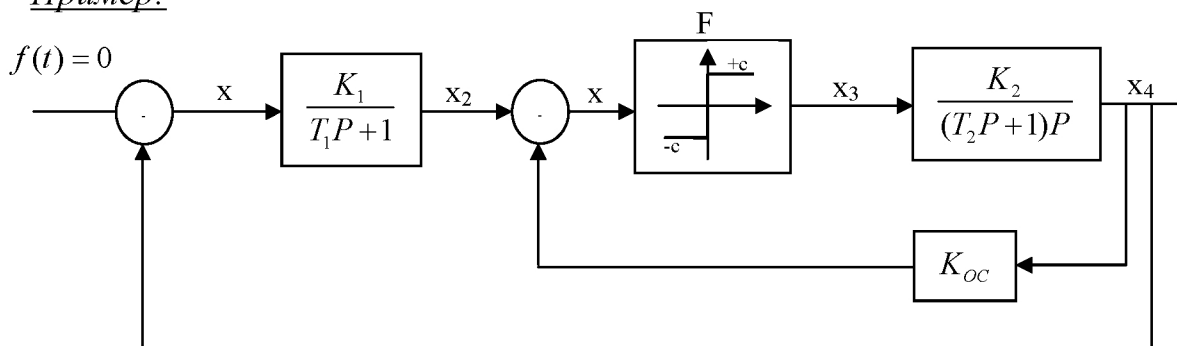 Пример:
f(t) = 0
x
K₁
T₁P + 1
x₂
-
-
x
F
+c
-c
x₃
K₂
(T₂P + 1)P
x₄
K_OC